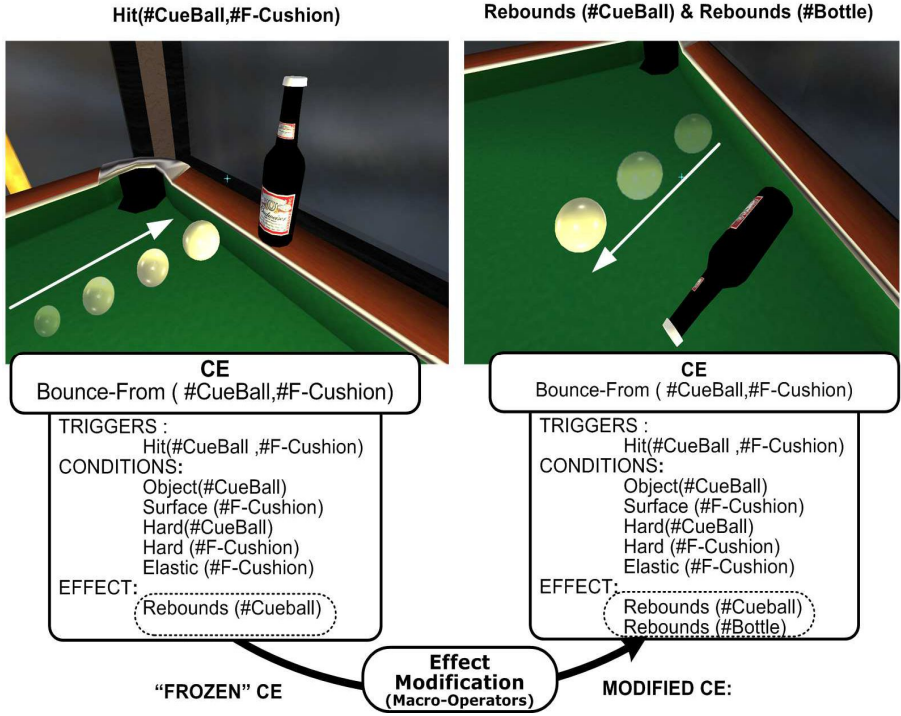 Hit(#CueBall,#F-Cushion)
Rebounds (#CueBall) & Rebounds (#Bottle)
CE
Bounce-From ( #CueBall,#F-Cushion)
TRIGGERS :
Hit(#CueBall ,#F-Cushion)
CONDITIONS:
Object(#CueBall)
Surface (#F-Cushion)
Hard(#CueBall)
Hard (#F-Cushion)
Elastic (#F-Cushion)
EFFECT:
Rebounds (#Cueball)
CE
Bounce-From ( #CueBall,#F-Cushion)
TRIGGERS :
Hit(#CueBall ,#F-Cushion)
CONDITIONS:
Object(#CueBall)
Surface (#F-Cushion)
Hard(#CueBall)
Hard (#F-Cushion)
Elastic (#F-Cushion)
EFFECT:
Rebounds (#Cueball)
Rebounds (#Bottle)
"FROZEN" CE
Effect
Modification
(Macro-Operators)
MODIFIED CE: